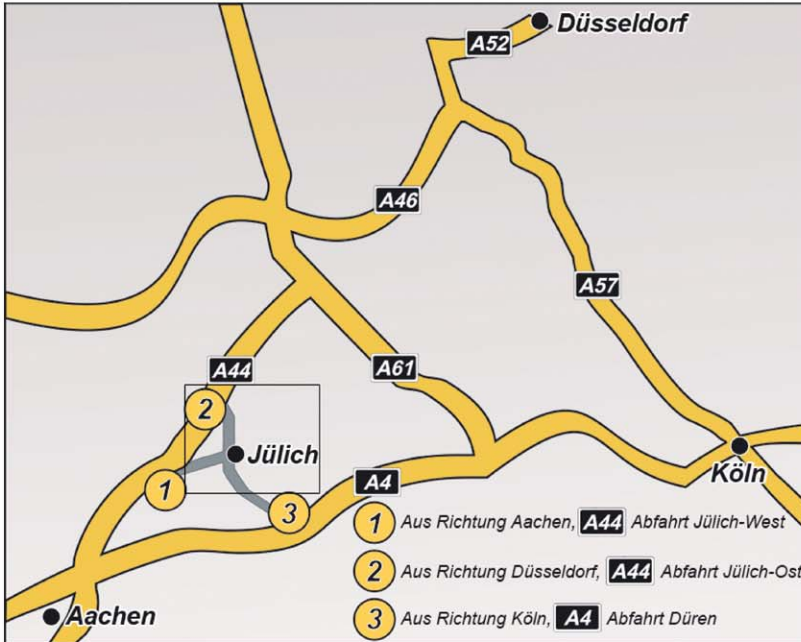 Düsseldorf
A52
A46
A57
A44
A61
2
Jülich
Köln
1
A4
3
1 Aus Richtung Aachen, A44 Abfahrt Jülich-West
2 Aus Richtung Düsseldorf, A44 Abfahrt Jülich-Ost
Aachen
3 Aus Richtung Köln, A4 Abfahrt Düren